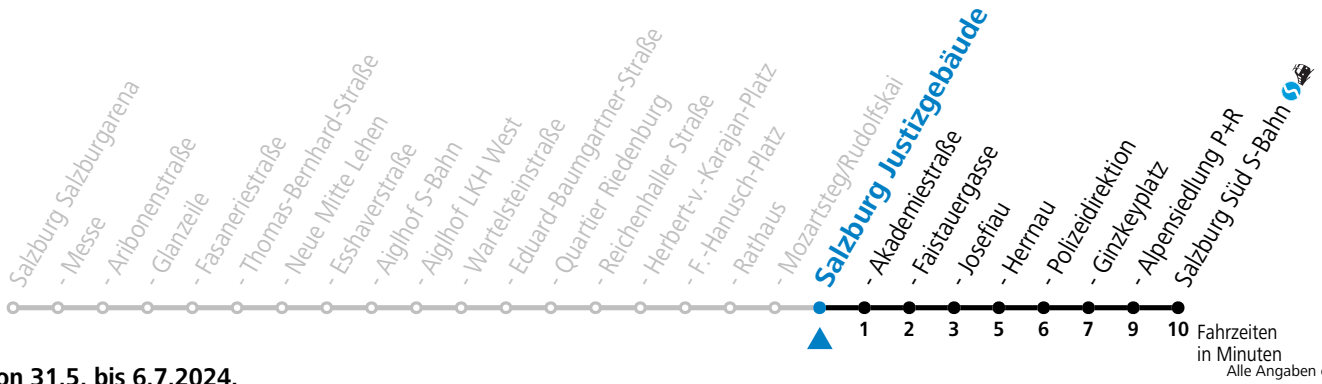 Salzburg Salzburgarena
- Messe
- Aribonenstraße
- Glanzeile
- Fasaneriestraße
- Thomas-Bernhard-Straße
- Neue Mitte Lehen
- Esshaverstraße
- Aiglhof S-Bahn
- Aiglhof LKH West
- Wartelsteinstraße
- Eduard-Baumgartner-Straße
- Quartier Riedenburg
- Reichenhaller Straße
- Herbert-v.-Karajan-Platz
- F.-Hanusch-Platz
- Rathaus
- Mozartsteg/Rudolfskai
Salzburg Justizgebäude
- Akademiestraße
- Faistauergasse
- Josefiau
- Herrnau
- Polizeidirektion
- Ginzkeyplatz
- Alpensiedlung P+R
Salzburg Süd S-Bahn
1 2 3 5 6 7 9 10 Fahrzeiten
in Minuten
Alle Angaben
31.5. bis 6.7.2024.